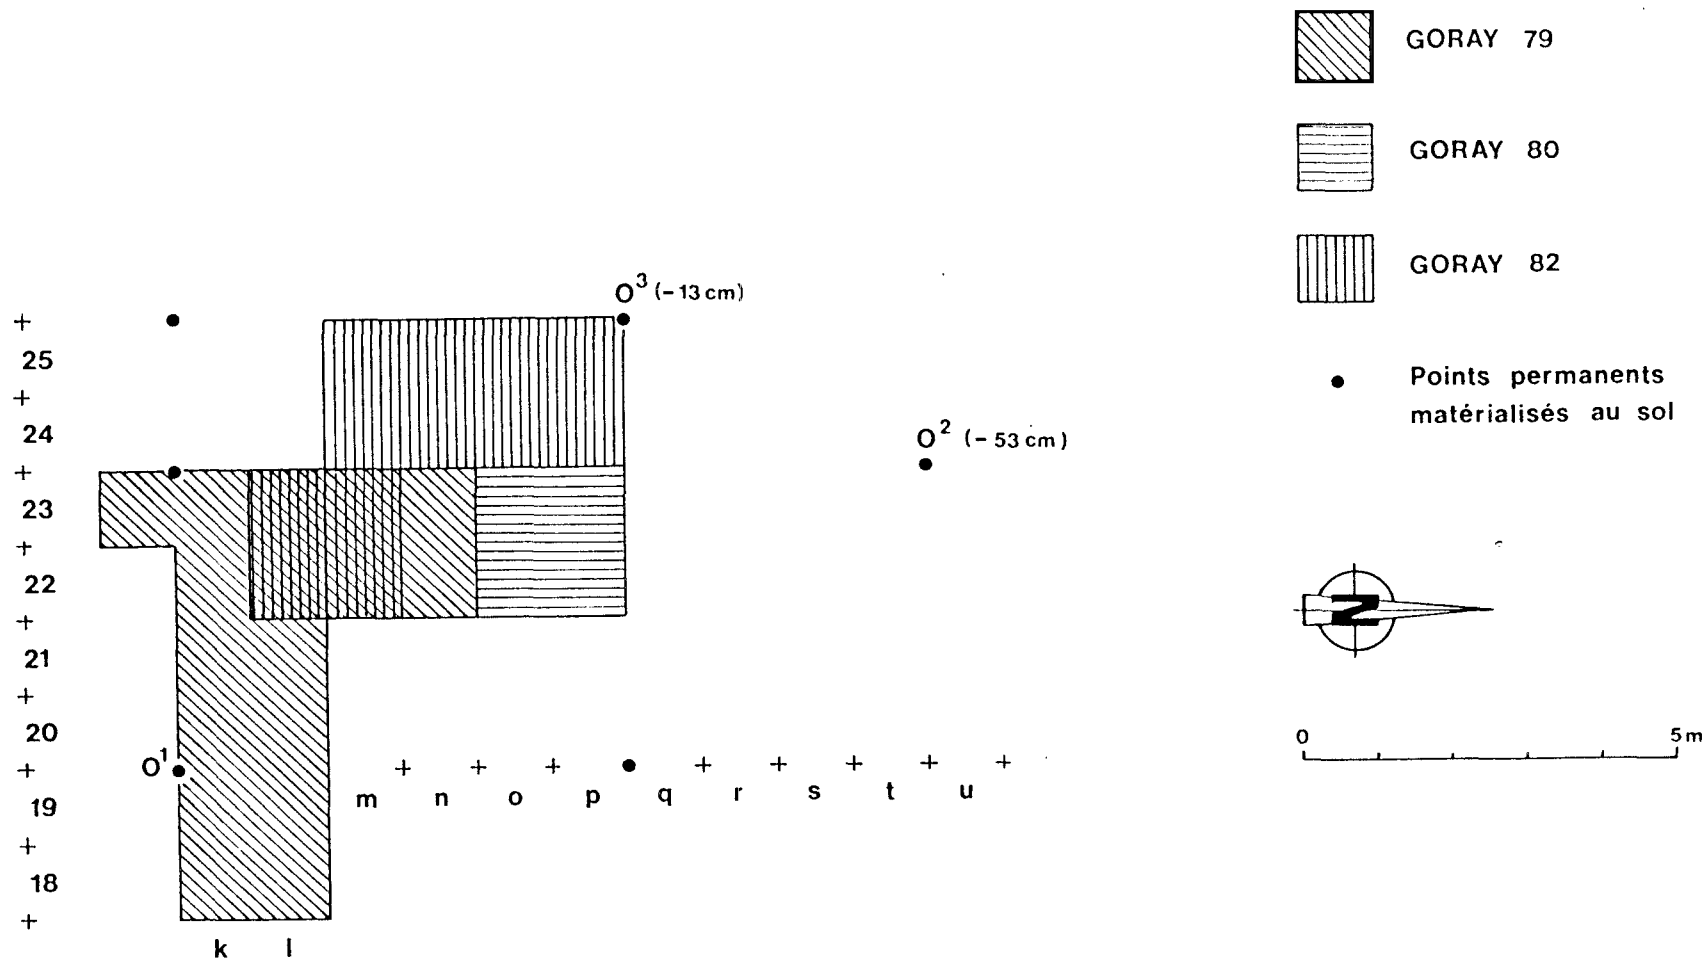 GORAY 79
GORAY 80
GORAY 82
Points permanents
matérialisés au sol
O³ (- 13 cm)
O² (- 53 cm)
+
25
+
24
+
23
+
22
+
21
+
20
+
19
+
18
+
O¹
+ + + + + + + +
m n o p q r s t u
k l
N
0 5 m